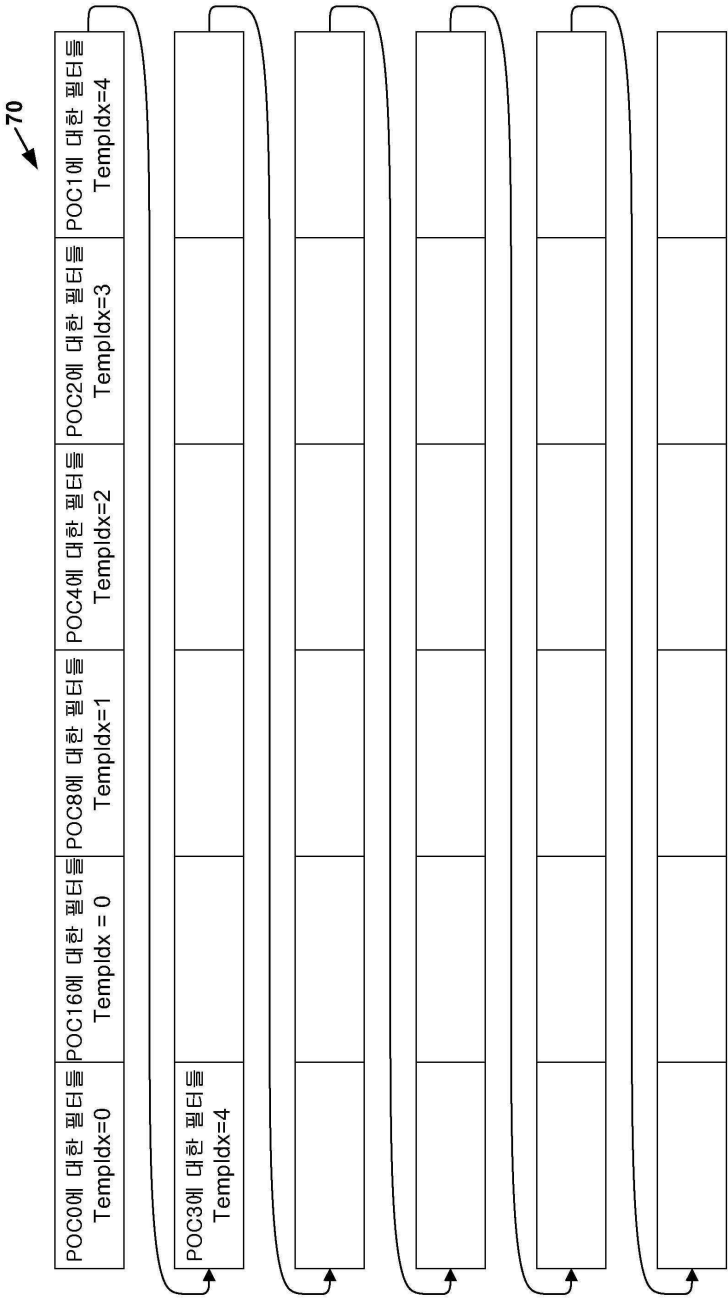 70
POC0에 대한 필터들
TempIdx=0
POC16에 대한 필터들
TempIdx = 0
POC8에 대한 필터들
TempIdx=1
POC4에 대한 필터들
TempIdx=2
POC2에 대한 필터들
TempIdx=3
POC1에 대한 필터들
TempIdx=4
POC3에 대한 필터들
TempIdx=4